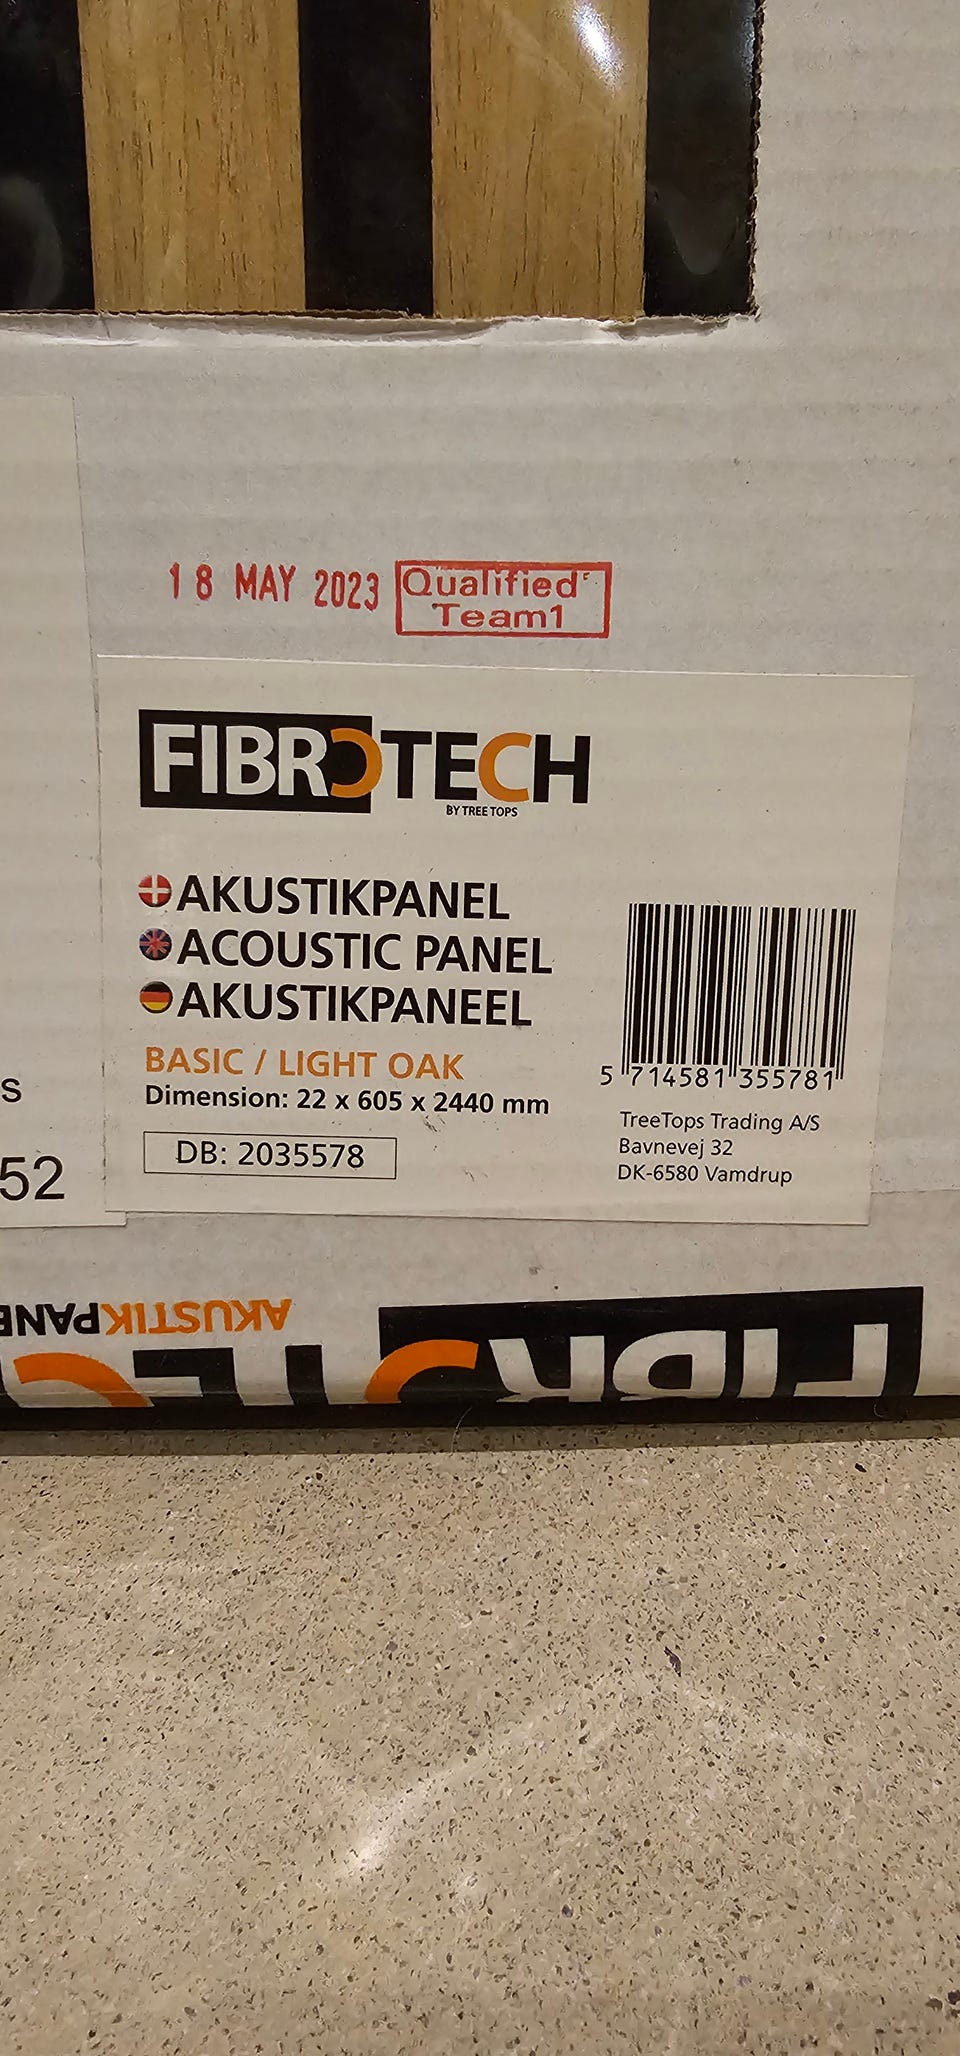 18 MAY 2023
Qualified
Team1
FIBROTECH
BY TREE TOPS
AKUSTIKPANEL
ACOUSTIC PANEL
AKUSTIKPANEEL
BASIC / LIGHT OAK
Dimension: 22 x 605 x 2440 mm
DB: 2035578
5 714581 355781
TreeTops Trading A/S
Bavnevej 32
DK-6580 Vamdrup
S
52
AKUSTIKPANE
FIBROTEC